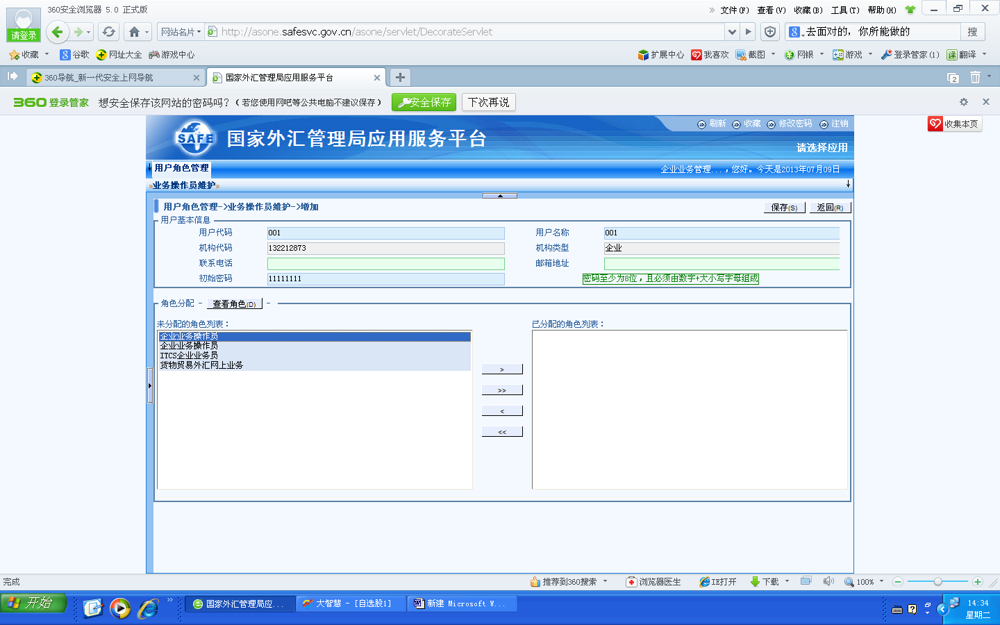 360安全浏览器 5.0 正式版
文件(F) 查看(V) 收藏(B) 工具(T) 帮助(H)
请登录
网站名片
http://asone.safesvc.gov.cn/asone/servlet/DecorateServlet
去面对的，你所能做的
搜
收藏 谷歌 网址大全 游戏中心
扩展中心 我喜欢 截图 网银 游戏 登录管家(1) 翻译
360导航_新一代安全上网导航
国家外汇管理局应用服务平台
2
360 登录管家 想安全保存该网站的密码吗？(若您使用网吧等公共电脑不建议保存) 安全保存 下次再说
收集本页
SAFE 国家外汇管理局应用服务平台
刷新 收藏 修改密码 注销
请选择应用
用户角色管理
企业业务管理...，您好。今天是2013年07月09日
业务操作员维护
用户角色管理->业务操作员维护->增加
保存(S) 返回(R)
用户基本信息
用户代码 001 用户名称 001
机构代码 132212873 机构类型 企业
联系电话 邮箱地址
初始密码 11111111 密码至少为8位，且必须由数字+大小写字母组成
角色分配 - 查看角色(D) -
未分配的角色列表： 已分配的角色列表：
企业业务操作员
企业业务操作员
ITCS企业业务员
货物贸易外汇网上业务
>
>>
<
<<
完成
推荐到360搜索 浏览器医生 IE打开 下载 100%
开始
国家外汇管理局应...
大智慧 - [自选股1]
新建 Microsoft W...
14:34
星期二